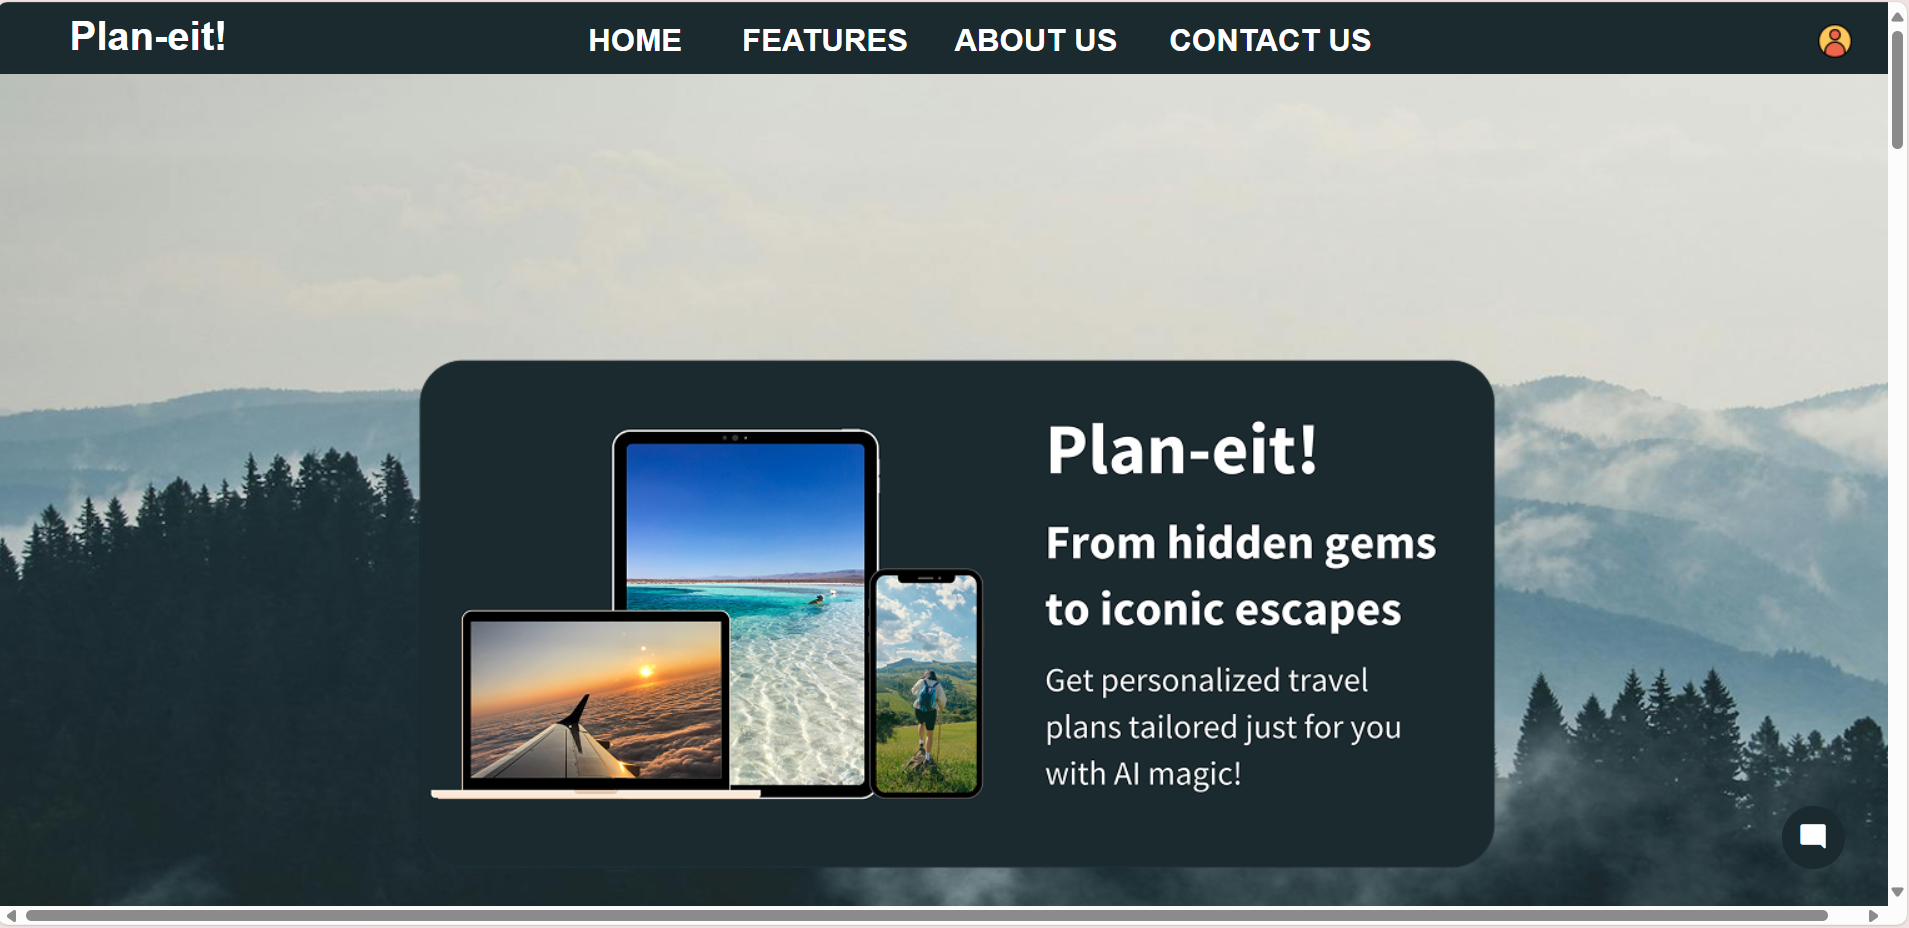 Plan-eit!
HOME FEATURES ABOUT US CONTACT US
Plan-eit!
From hidden gems
to iconic escapes
Get personalized travel
plans tailored just for you
with AI magic!